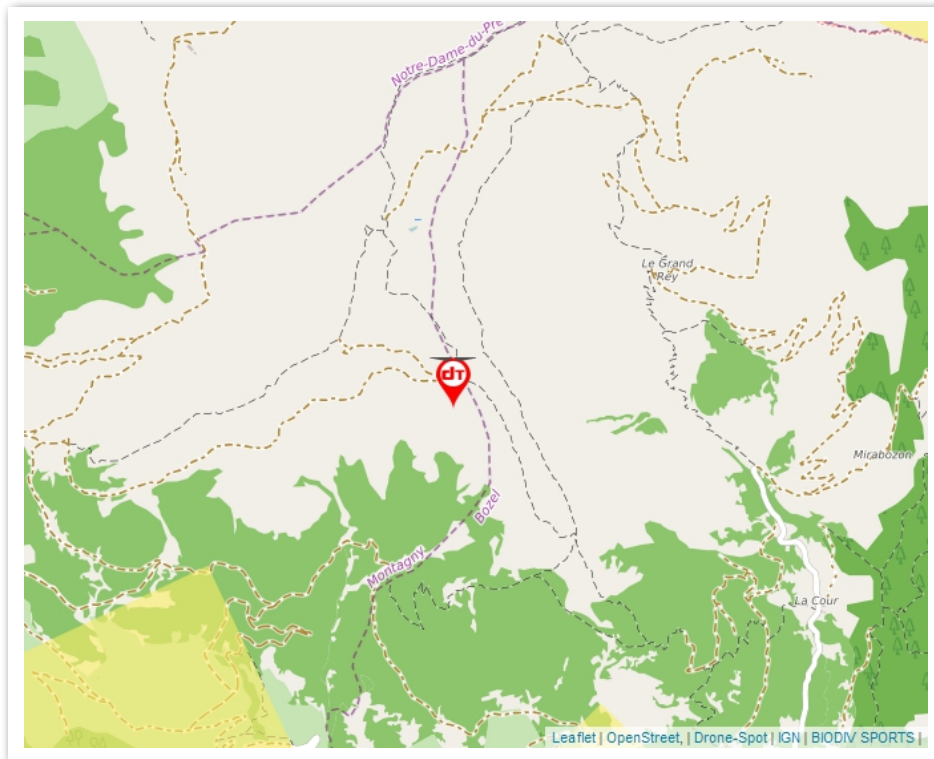 Notre-Dame-du-Pré
Le Grand
Rey
dT
Mirabozon
Bozel
Montagny
La Cour
Leaflet | OpenStreet, | Drone-Spot | IGN | BIODIV SPORTS |